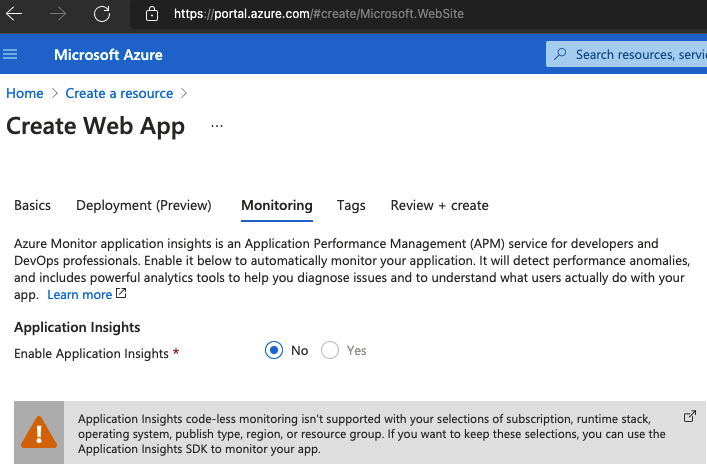 https://portal.azure.com/#create/Microsoft.WebSite
Microsoft Azure
Search resources, servi
Home > Create a resource >
Create Web App ...
Basics Deployment (Preview) Monitoring Tags Review + create
Azure Monitor application insights is an Application Performance Management (APM) service for developers and
DevOps professionals. Enable it below to automatically monitor your application. It will detect performance anomalies,
and includes powerful analytics tools to help you diagnose issues and to understand what users actually do with your
app. Learn more
Application Insights
Enable Application Insights * No Yes
Application Insights code-less monitoring isn't supported with your selections of subscription, runtime stack,
operating system, publish type, region, or resource group. If you want to keep these selections, you can use the
Application Insights SDK to monitor your app.